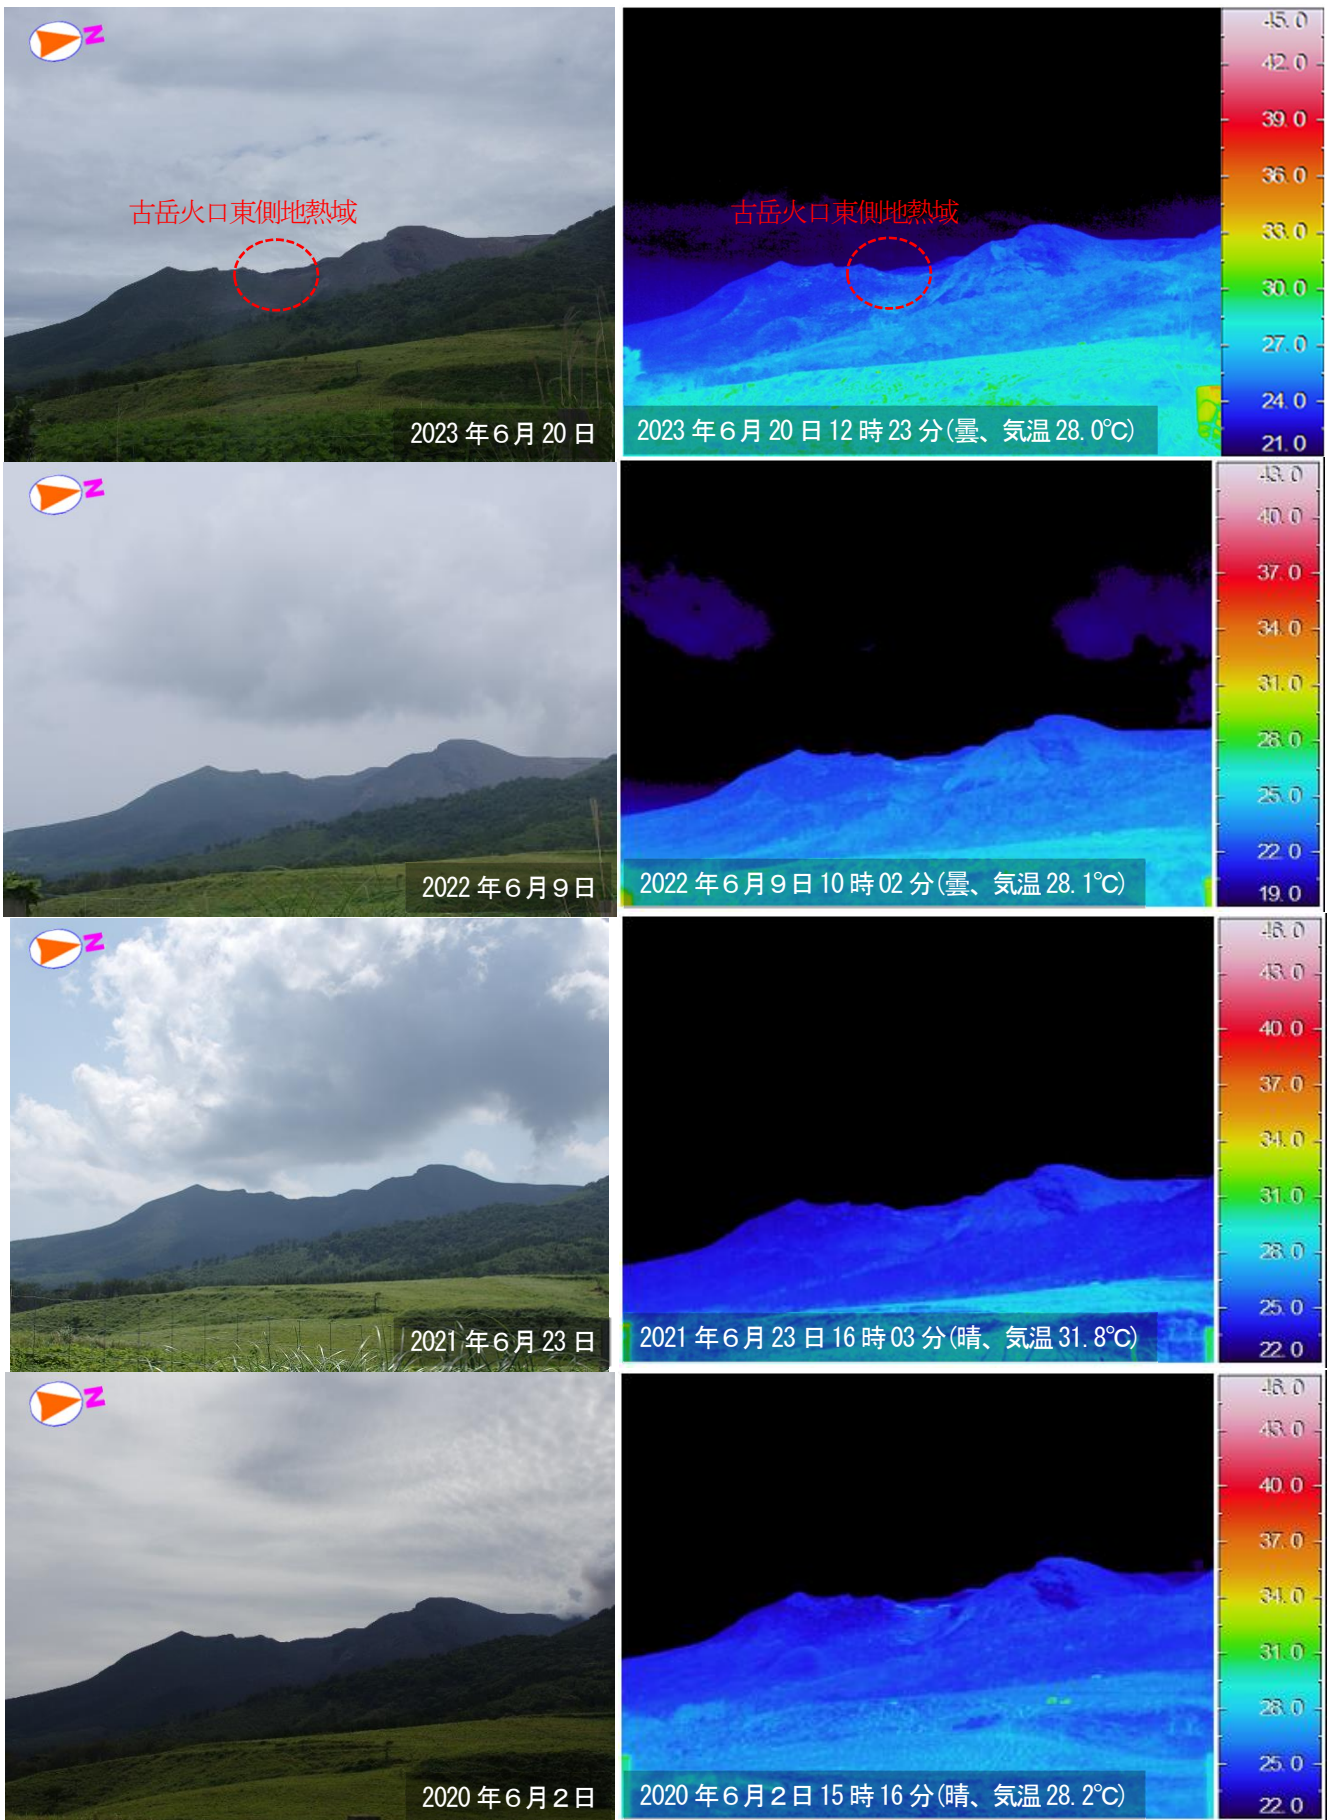 N
古岳火口東側地熱域
2023年6月20日
古岳火口東側地熱域
2023年6月20日12時23分(曇、気温28.0℃)
45.0
42.0
39.0
36.0
33.0
30.0
27.0
24.0
21.0
N
2022年6月9日
2022年6月9日10時02分(曇、気温28.1℃)
43.0
40.0
37.0
34.0
31.0
28.0
25.0
22.0
19.0
N
2021年6月23日
2021年6月23日16時03分(晴、気温31.8℃)
46.0
43.0
40.0
37.0
34.0
31.0
28.0
25.0
22.0
N
2020年6月2日
2020年6月2日15時16分(晴、気温28.2℃)
46.0
43.0
40.0
37.0
34.0
31.0
28.0
25.0
22.0